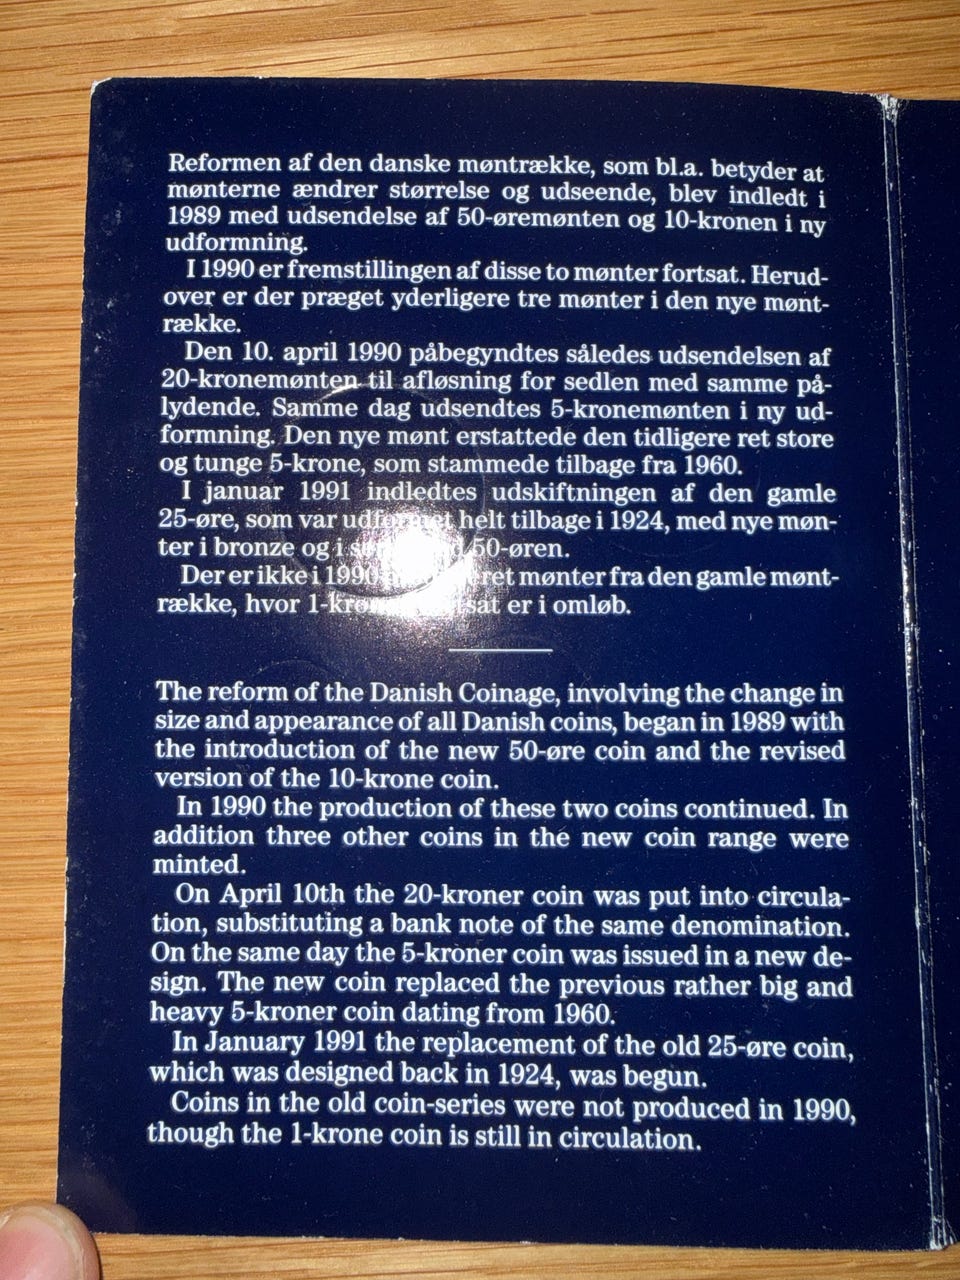 Reformen af den danske møntrække, som bl.a. betyder at
mønterne ændrer størrelse og udseende, blev indledt i
1989 med udsendelse af 50-øremønten og 10-kronen i ny
udformning.
I 1990 er fremstillingen af disse to mønter fortsat. Herud-
over er der præget yderligere tre mønter i den nye mønt-
række.
Den 10. april 1990 påbegyndtes således udsendelsen af
20-kronemønten til afløsning for sedlen med samme på-
lydende. Samme dag udsendtes 5-kronemønten i ny ud-
formning. Den nye mønt erstattede den tidligere ret store
og tunge 5-krone, som stammede tilbage fra 1960.
I januar 1991 indledtes udskiftningen af den gamle
25-øre, som var udformet helt tilbage i 1924, med nye møn-
ter i bronze og i 50-øren.
Der er ikke i 1990 mønter fra den gamle mønt-
række, hvor er i omløb.
The reform of the Danish Coinage, involving the change in
size and appearance of all Danish coins, began in 1989 with
the introduction of the new 50-øre coin and the revised
version of the 10-krone coin.
In 1990 the production of these two coins continued. In
addition three other coins in the new coin range were
minted.
On April 10th the 20-kroner coin was put into circula-
tion, substituting a bank note of the same denomination.
On the same day the 5-kroner coin was issued in a new de-
sign. The new coin replaced the previous rather big and
heavy 5-kroner coin dating from 1960.
In January 1991 the replacement of the old 25-øre coin,
which was designed back in 1924, was begun.
Coins in the old coin-series were not produced in 1990,
though the 1-krone coin is still in circulation.